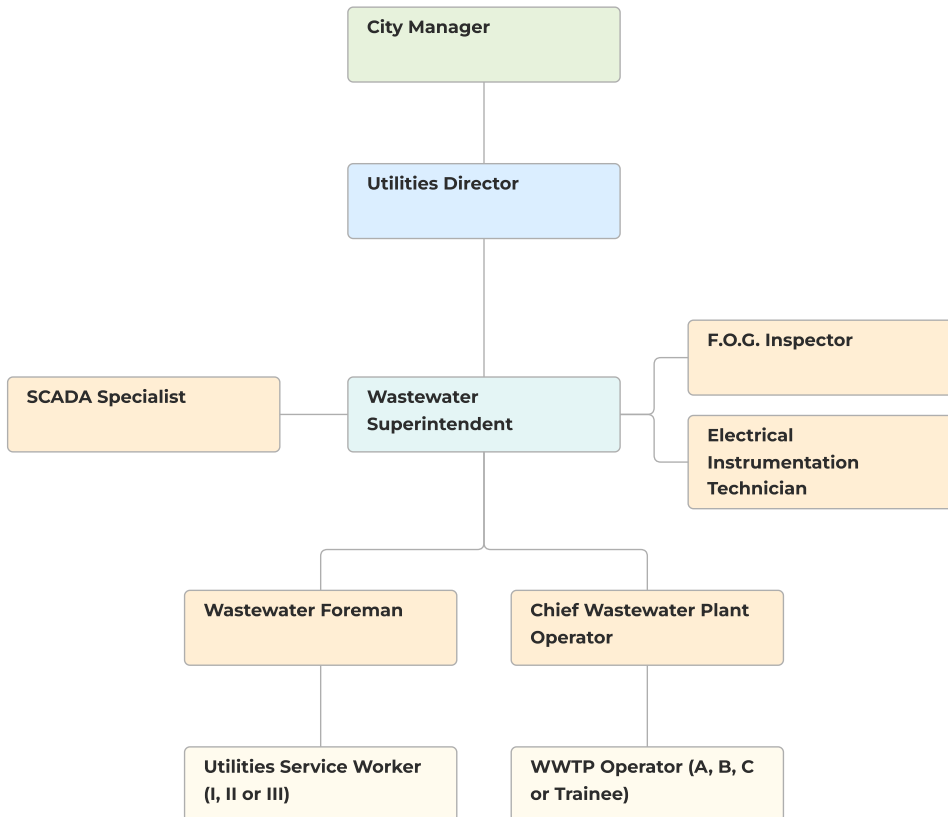 City Manager
Utilities Director
F.O.G. Inspector
SCADA Specialist
Wastewater
Superintendent
Electrical
Instrumentation
Technician
Wastewater Foreman
Chief Wastewater Plant
Operator
Utilities Service Worker
(I, II or III)
WWTP Operator (A, B, C
or Trainee)